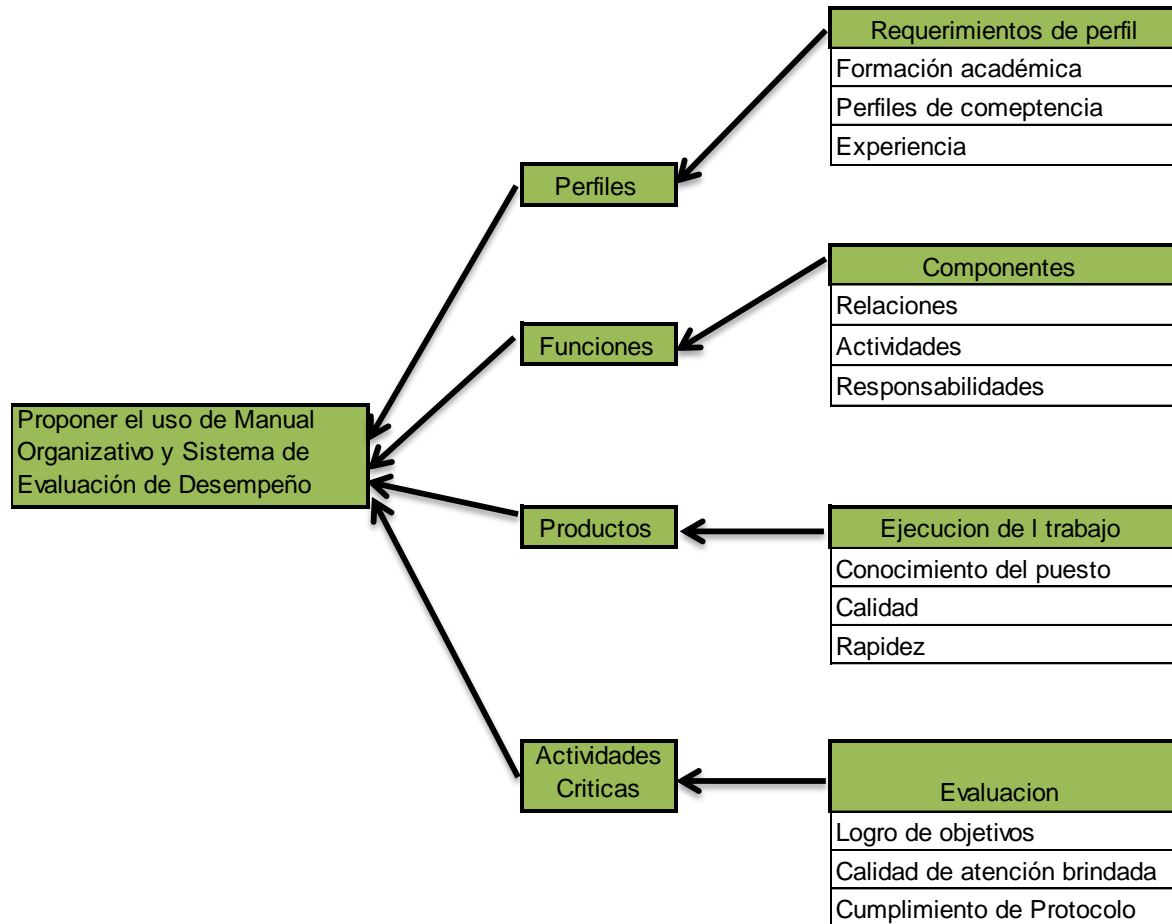 Requerimientos de perfil
Formación académica
Perfiles de comeptencia
Experiencia
Perfiles
Componentes
Relaciones
Actividades
Responsabilidades
Funciones
Proponer el uso de Manual
Organizativo y Sistema de
Evaluación de Desempeño
Productos
Ejecucion de l trabajo
Conocimiento del puesto
Calidad
Rapidez
Actividades
Criticas
Evaluacion
Logro de objetivos
Calidad de atención brindada
Cumplimiento de Protocolo